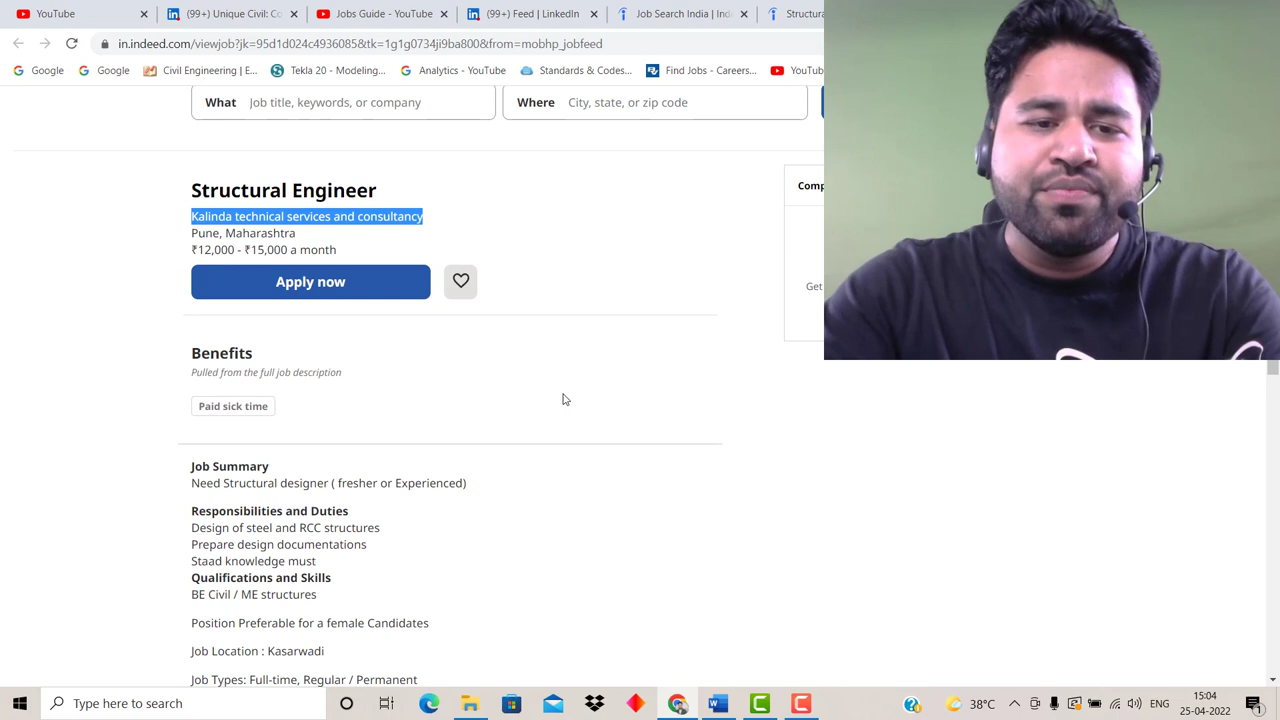 YouTube
(99+) Unique Civil: Co
Jobs Guide - YouTube
(99+) Feed | LinkedIn
Job Search India | Ind
Structur
in.indeed.com/viewjob?jk=95d1d024c4936085&tk=1g1g0734ji9ba800&from=mobhp_jobfeed
Google
Google
Civil Engineering | E...
Tekla 20 - Modeling...
Analytics - YouTube
Standards & Codes...
Find Jobs - Careers...
YouTub
What Job title, keywords, or company
Where City, state, or zip code
Structural Engineer
Kalinda technical services and consultancy
Pune, Maharashtra
₹12,000 - ₹15,000 a month
Apply now
Comp
Get
Benefits
Pulled from the full job description
Paid sick time
Job Summary
Need Structural designer ( fresher or Experienced)
Responsibilities and Duties
Design of steel and RCC structures
Prepare design documentations
Staad knowledge must
Qualifications and Skills
BE Civil / ME structures
Position Preferable for a female Candidates
Job Location : Kasarwadi
Job Types: Full-time, Regular / Permanent
Type here to search
38°C
ENG
15:04
25-04-2022
1